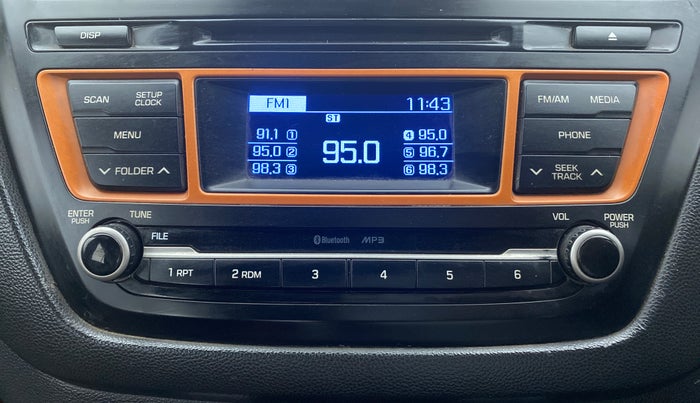 DISP
SCAN
SETUP CLOCK
MENU
FOLDER
FM1
11:43
ST
91.1 1
95.0 2
98.3 3
95.0
4 95.0
5 96.7
6 98.3
FM/AM
MEDIA
PHONE
SEEK TRACK
ENTER PUSH
TUNE
FILE
Bluetooth
MP3
VOL
POWER PUSH
1 RPT
2 RDM
3
4
5
6